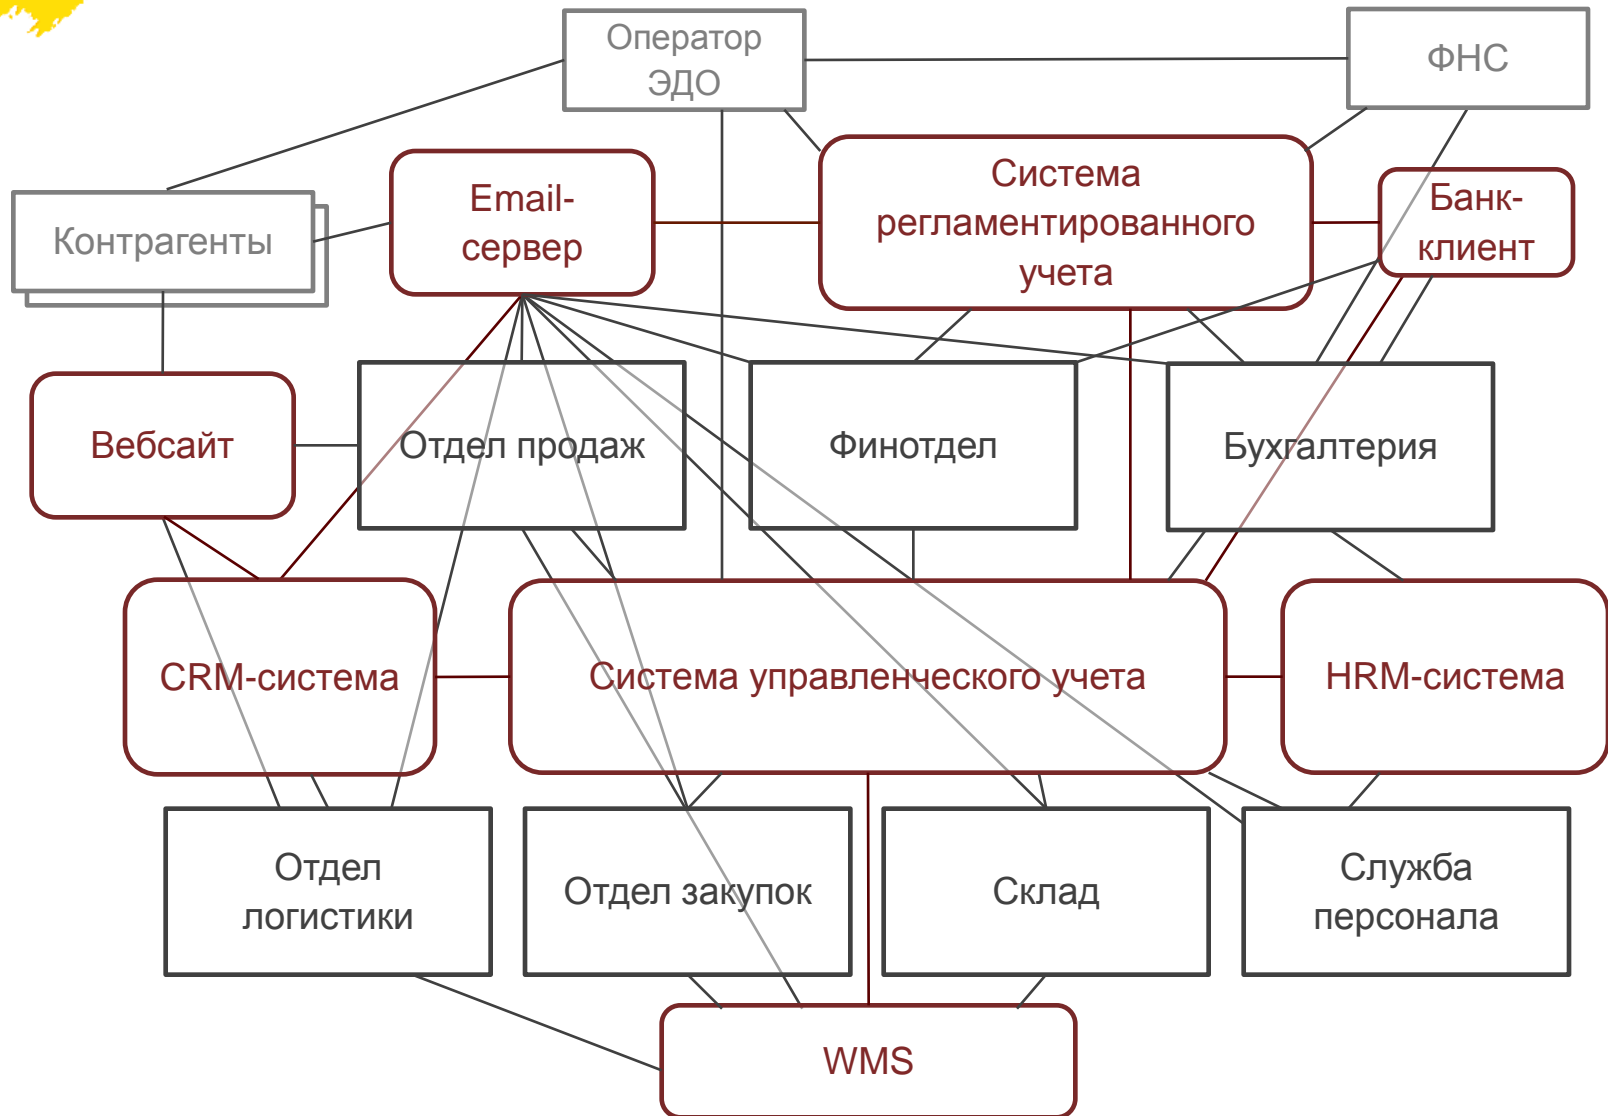 Оператор
ЭДО
ФНС
Контрагенты
Email-
сервер
Система
регламентированного
учета
Банк-
клиент
Вебсайт
Отдел продаж
Финотдел
Бухгалтерия
CRM-система
Система управленческого учета
HRM-система
Отдел
логистики
Отдел закупок
Склад
Служба
персонала
WMS